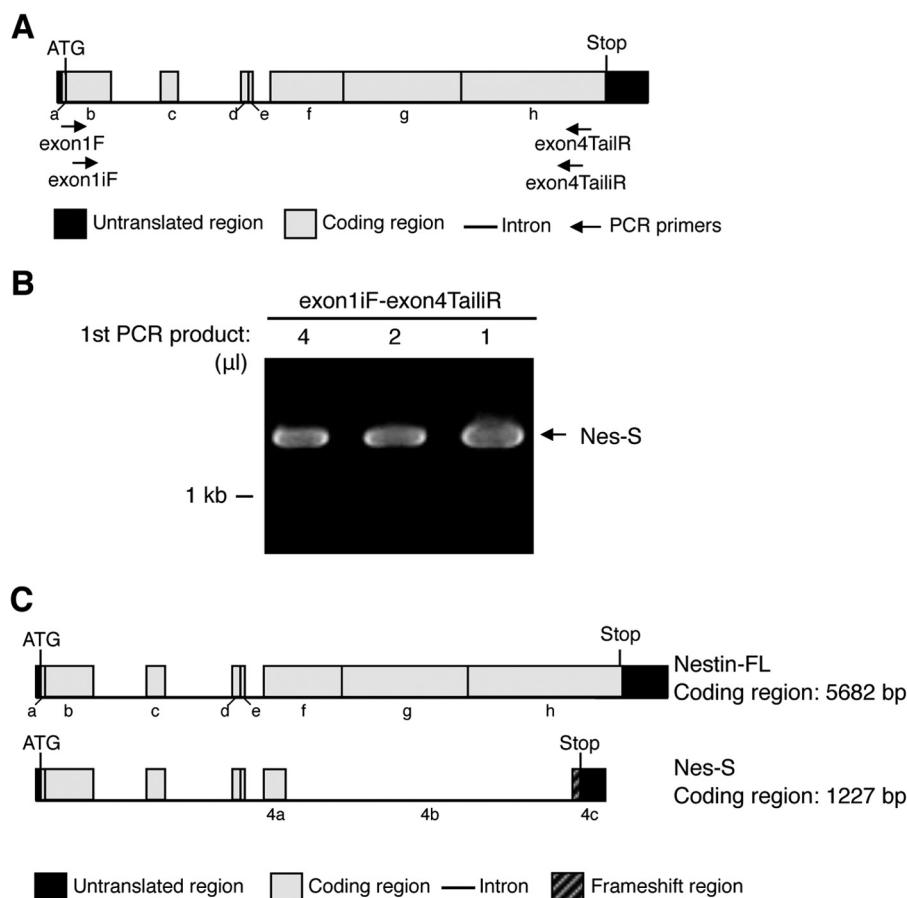 A
ATG
Stop
a b c d e f g h
exon1F
exon4TailR
exon1iF
exon4TailiR
Untranslated region
Coding region
Intron
PCR primers
B
exon1iF-exon4TailiR
1st PCR product: 4 2 1
(μl)
Nes-S
1 kb
C
ATG
Stop
Nestin-FL
Coding region: 5682 bp
a b c d e f g h
ATG
Stop
Nes-S
Coding region: 1227 bp
4a 4b 4c
Untranslated region
Coding region
Intron
Frameshift region